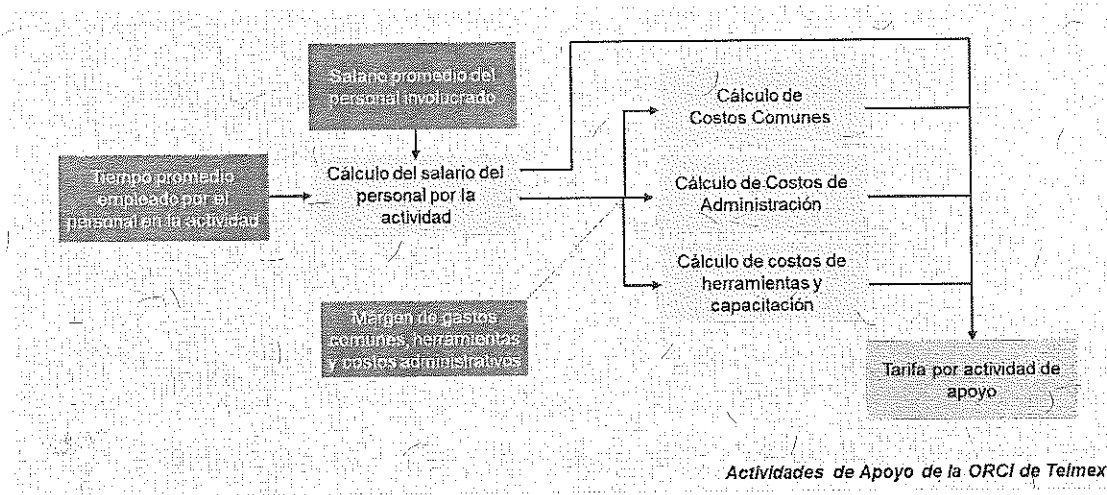 Salario promedio del
personal involucrado
Cálculo de
Costos Comunes
Tiempo promedio
empleado por el
personal en la actividad
Cálculo del salario del
personal por la
actividad
Cálculo de Costos de
Administración
Cálculo de costos de
herramientas y
capacitación
Margen de gastos
comunes, herramientas
y costos administrativos
Tarifa por actividad de
apoyo
Actividades de Apoyo de la ORCI de Telmex